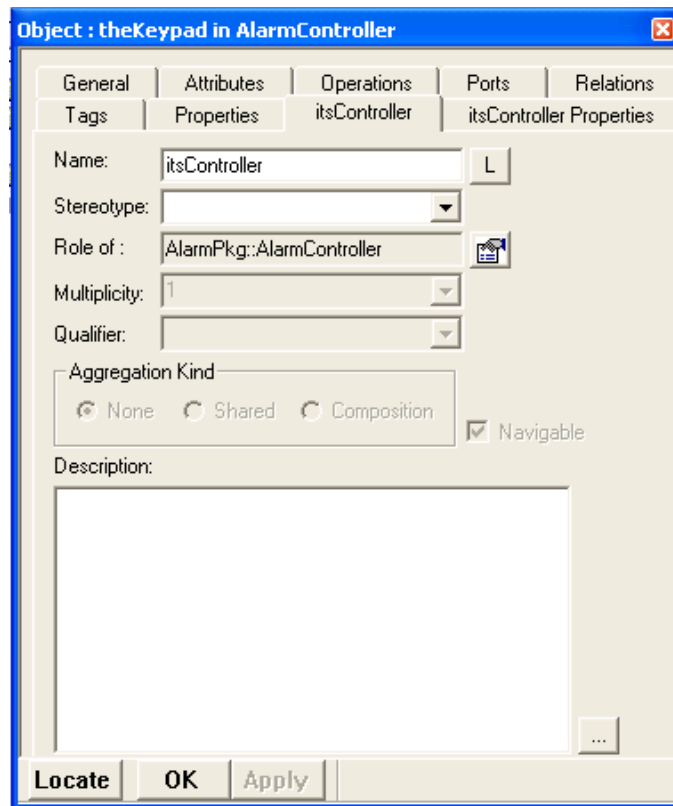 Object : theKeypad in AlarmController
General Attributes Operations Ports Relations
Tags Properties itsController itsController Properties
Name: itsController L
Stereotype:
Role of : AlarmPkg::AlarmController
Multiplicity: 1
Qualifier:
Aggregation Kind
None Shared Composition
Navigable
Description:
...
Locate OK Apply